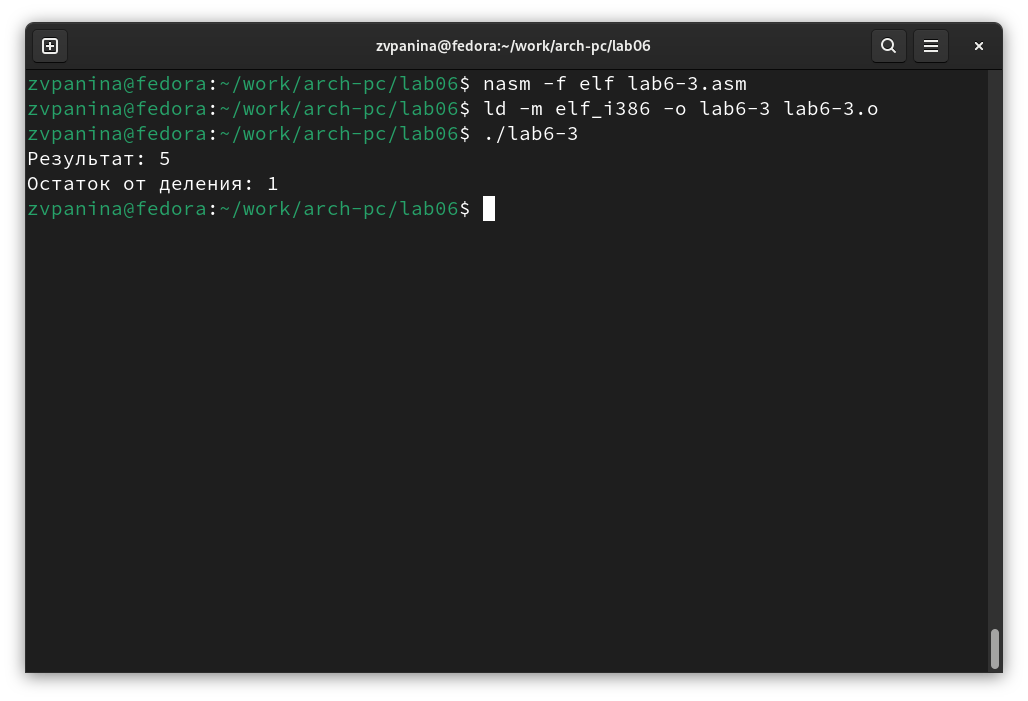 zvpanina@fedora:~/work/arch-pc/lab06
zvpanina@fedora:~/work/arch-pc/lab06$ nasm -f elf lab6-3.asm
zvpanina@fedora:~/work/arch-pc/lab06$ ld -m elf_i386 -o lab6-3 lab6-3.o
zvpanina@fedora:~/work/arch-pc/lab06$ ./lab6-3
Результат: 5
Остаток от деления: 1
zvpanina@fedora:~/work/arch-pc/lab06$